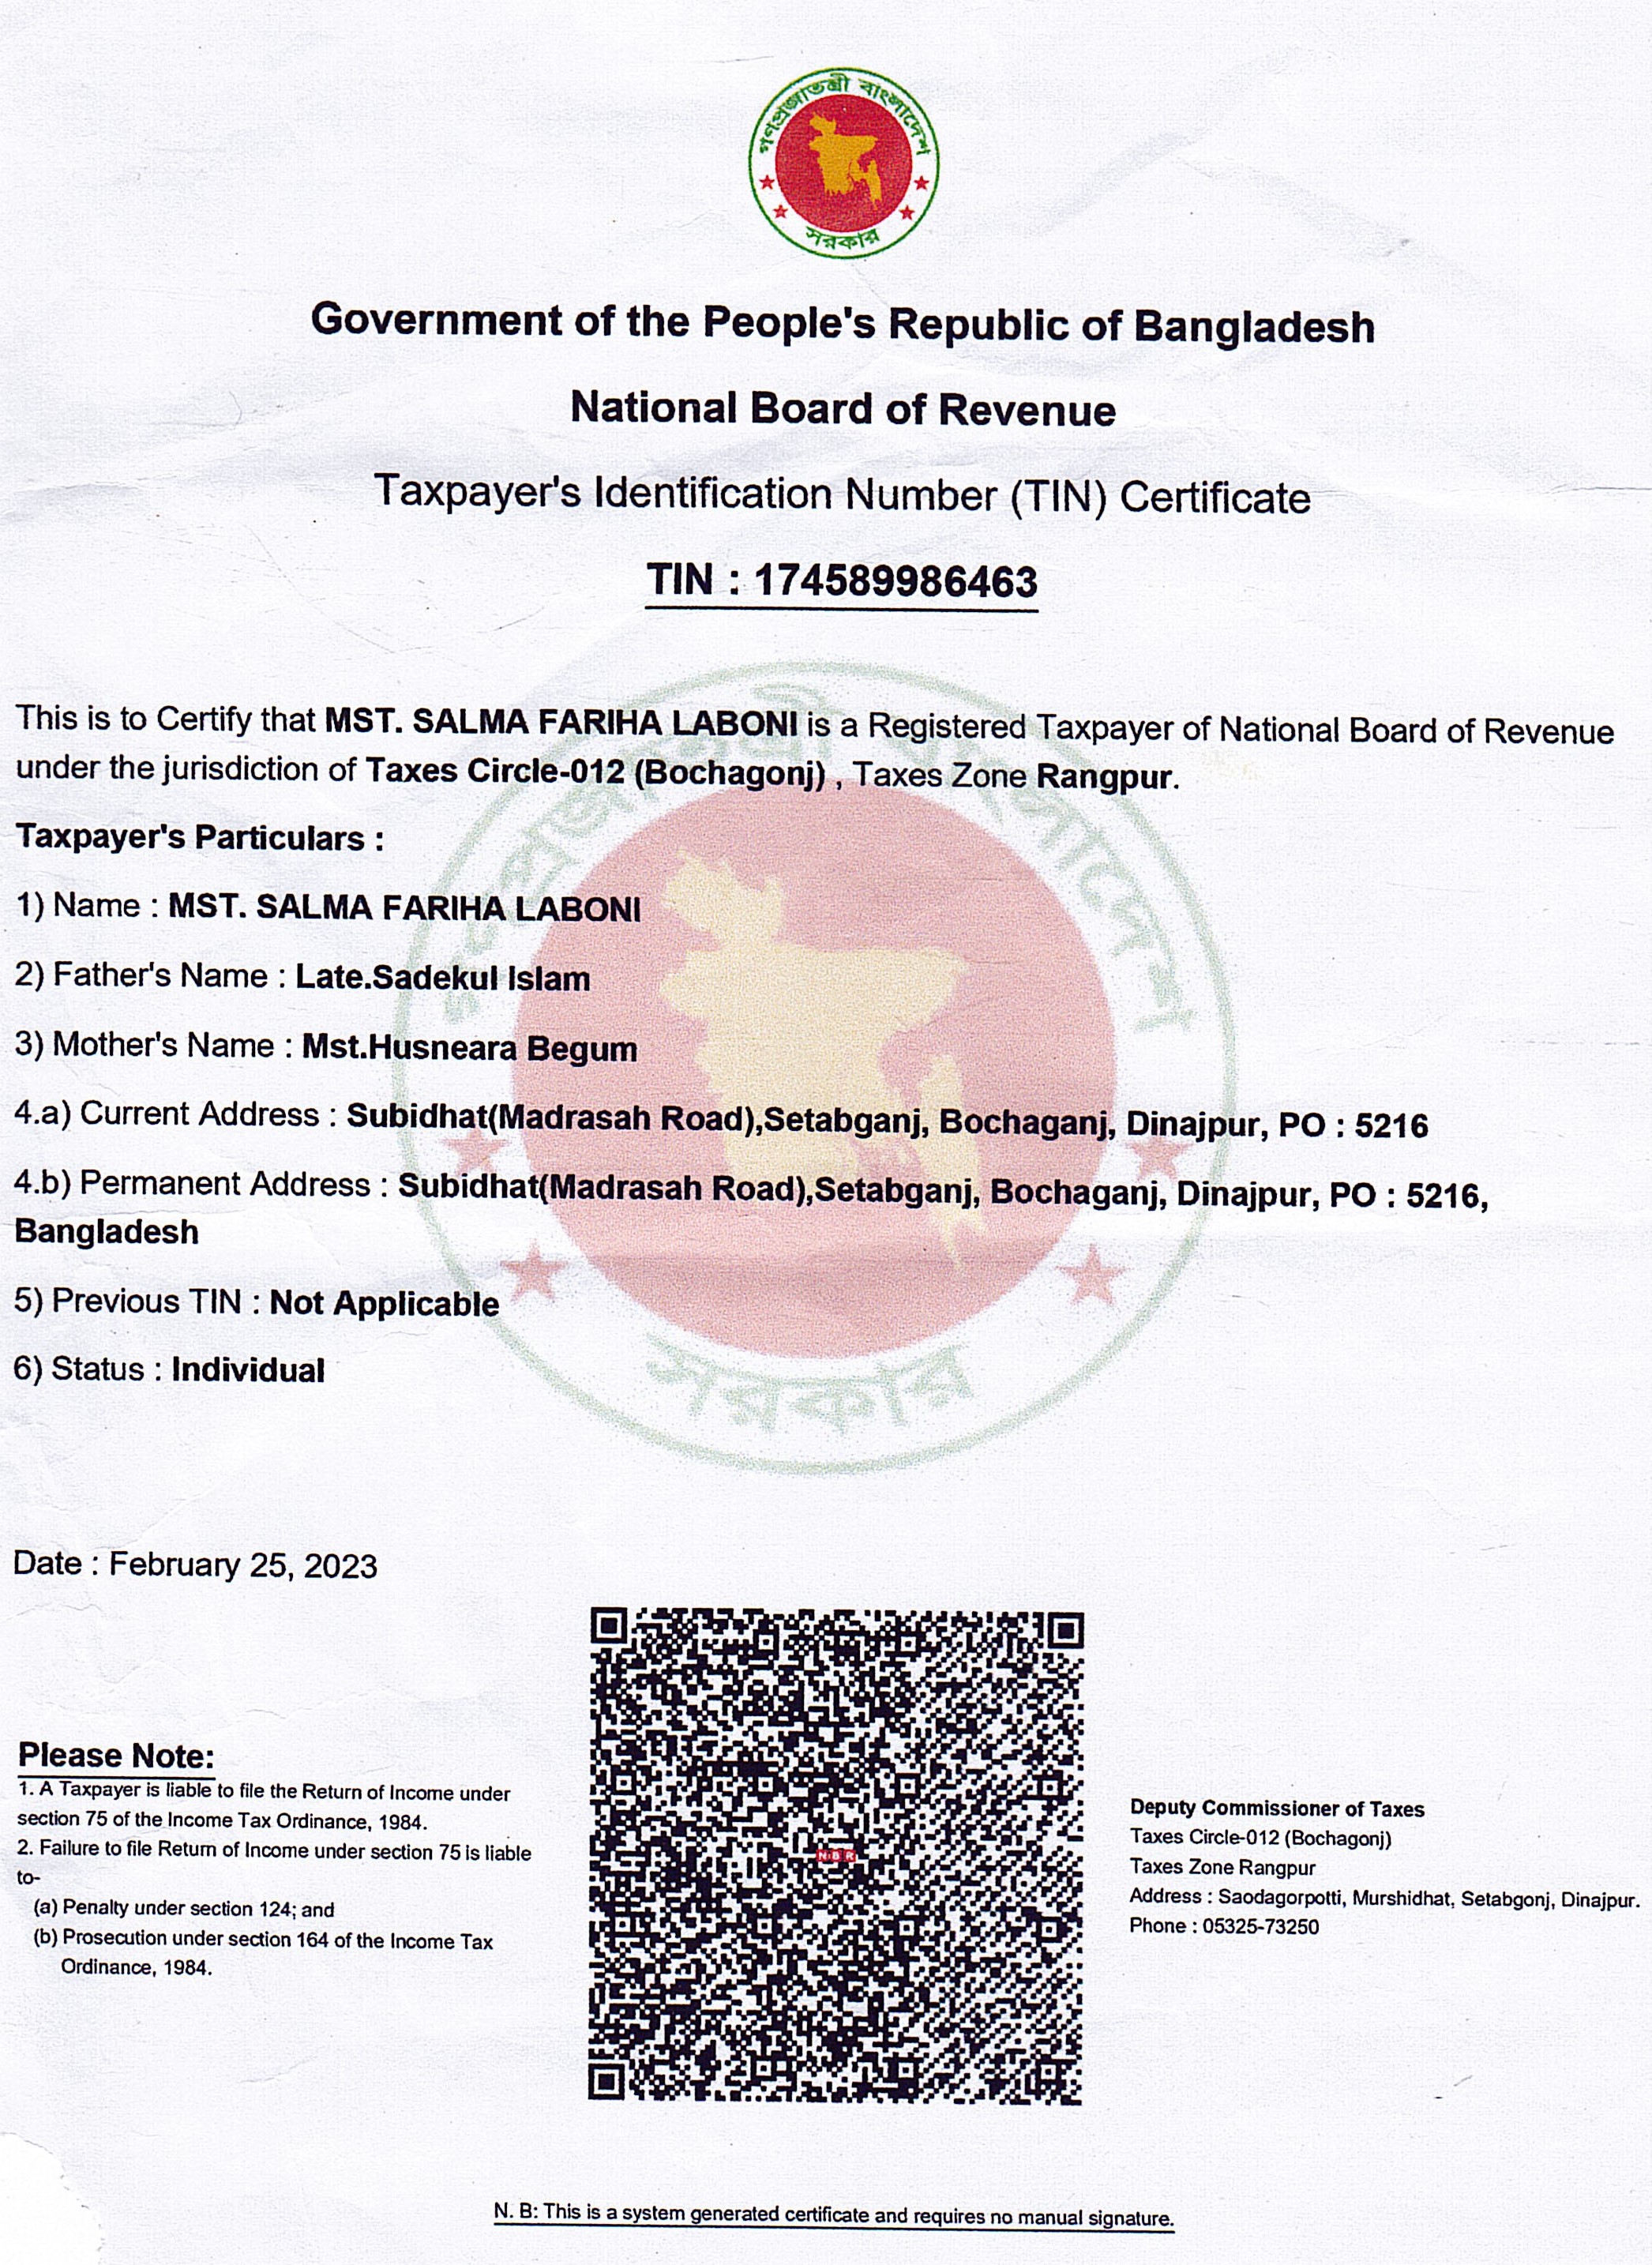 গণপ্রজাতন্ত্রী বাংলাদেশ
সরকার
Government of the People's Republic of Bangladesh
National Board of Revenue
Taxpayer's Identification Number (TIN) Certificate
TIN : 174589986463
This is to Certify that MST. SALMA FARIHA LABONI is a Registered Taxpayer of National Board of Revenue
under the jurisdiction of Taxes Circle-012 (Bochagonj) , Taxes Zone Rangpur.
Taxpayer's Particulars :
1) Name : MST. SALMA FARIHA LABONI
2) Father's Name : Late.Sadekul Islam
3) Mother's Name : Mst.Husneara Begum
4.a) Current Address : Subidhat(Madrasah Road),Setabganj, Bochaganj, Dinajpur, PO : 5216
4.b) Permanent Address : Subidhat(Madrasah Road),Setabganj, Bochaganj, Dinajpur, PO : 5216,
Bangladesh
5) Previous TIN : Not Applicable
6) Status : Individual
গণপ্রজাতন্ত্রী বাংলাদেশ
সরকার
Date : February 25, 2023
Please Note:
1. A Taxpayer is liable to file the Return of Income under
section 75 of the Income Tax Ordinance, 1984.
2. Failure to file Return of Income under section 75 is liable
to-
(a) Penalty under section 124; and
(b) Prosecution under section 164 of the Income Tax
Ordinance, 1984.
NBR
Deputy Commissioner of Taxes
Taxes Circle-012 (Bochagonj)
Taxes Zone Rangpur
Address : Saodagorpotti, Murshidhat, Setabgonj, Dinajpur.
Phone : 05325-73250
N. B: This is a system generated certificate and requires no manual signature.